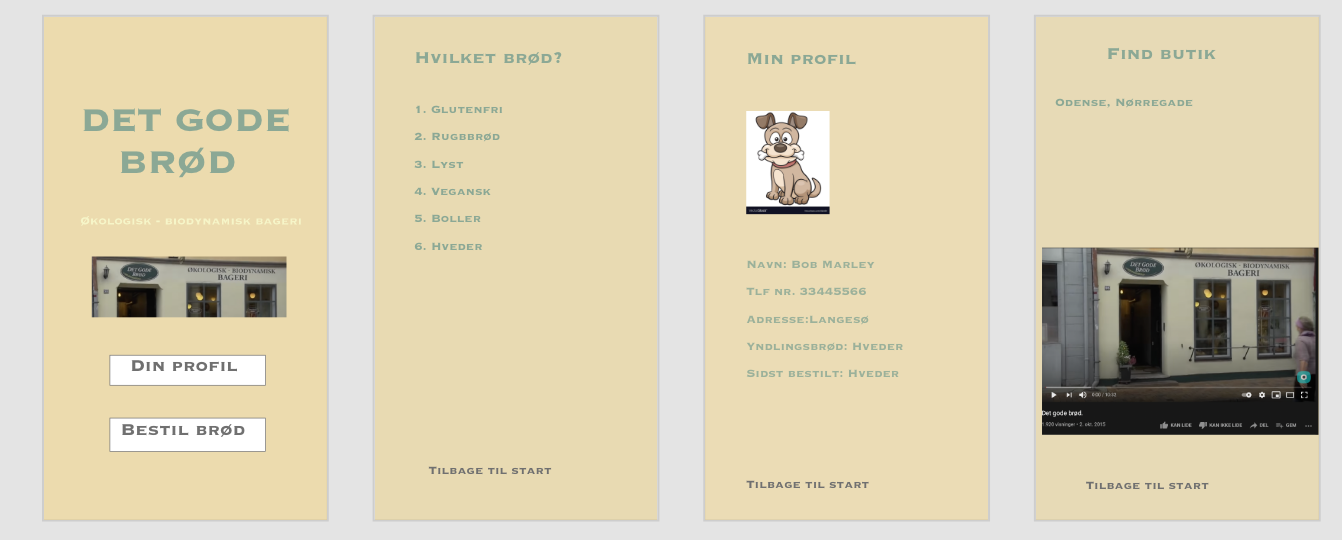 DET GODE
BRØD
ØKOLOGISK - BIODYNAMISK BAGERI
DET GODE
BRØD
ØKOLOGISK · BIODYNAMISK
BAGERI
DIN PROFIL
BESTIL BRØD
HVILKET BRØD?
1. GLUTENFRI
2. RUGBBRØD
3. LYST
4. VEGANSK
5. BOLLER
6. HVEDER
TILBAGE TIL START
MIN PROFIL
NAVN: BOB MARLEY
TLF NR. 33445566
ADRESSE:LANGESØ
YNDLINGSBRØD: HVEDER
SIDST BESTILT: HVEDER
TILBAGE TIL START
FIND BUTIK
ODENSE, NØRREGADE
DET GODE
BRØD
ØKOLOGISK · BIODYNAMISK
BAGERI
Det gode brød.
1 920 visninger • 2. okt. 2015
KAN LIDE
KAN IKKE LIDE
DEL
GEM
TILBAGE TIL START